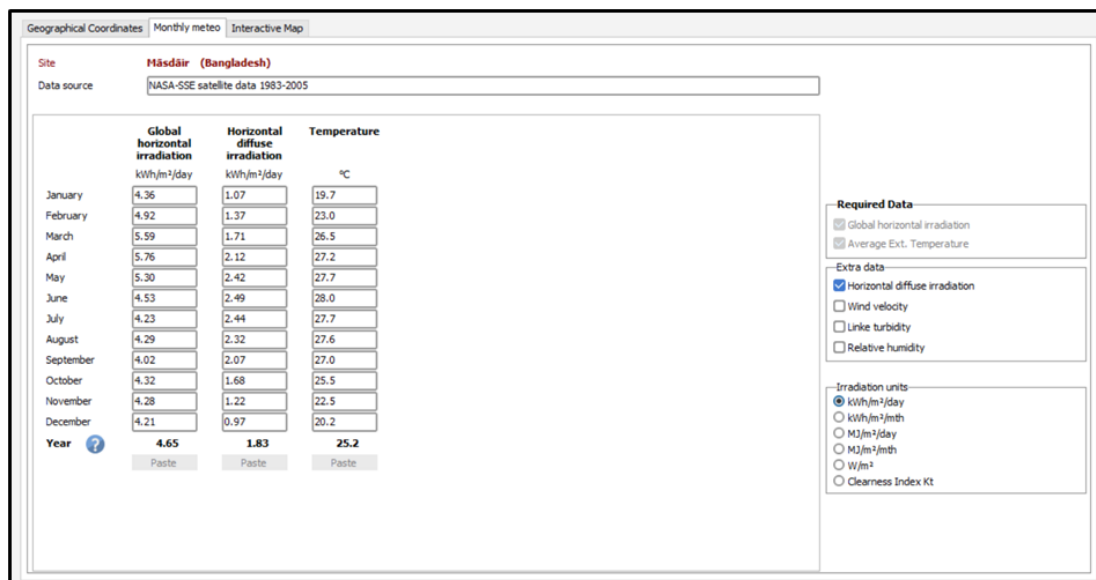 Geographical Coordinates Monthly meteo Interactive Map
Site Māsdāir (Bangladesh)
Data source NASA-SSE satellite data 1983-2005
Global horizontal irradiation Horizontal diffuse irradiation Temperature
kWh/m²/day kWh/m²/day °C
January 4.36 1.07 19.7
February 4.92 1.37 23.0
March 5.59 1.71 26.5
April 5.76 2.12 27.2
May 5.30 2.42 27.7
June 4.53 2.49 28.0
July 4.23 2.44 27.7
August 4.29 2.32 27.6
September 4.02 2.07 27.0
October 4.32 1.68 25.5
November 4.28 1.22 22.5
December 4.21 0.97 20.2
Year ? 4.65 1.83 25.2
Paste Paste Paste
Required Data
Global horizontal irradiation
Average Ext. Temperature
Extra data
Horizontal diffuse irradiation
Wind velocity
Linke turbidity
Relative humidity
Irradiation units
kWh/m²/day
kWh/m²/mth
MJ/m²/day
MJ/m²/mth
W/m²
Clearness Index Kt